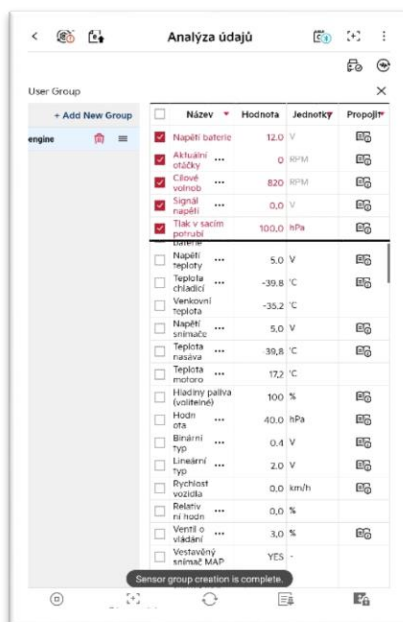 Analýza údajů
User Group
+ Add New Group
engine
Název Hodnota Jednotky Propojit
Napětí baterie 12.0 V
Aktuální otáčky ... 0 RPM
Cílové volnob ... 820 RPM
Signál napětí ... 0,0 V
Tlak v sacím potrubí 100,0 hPa
baterie
Napětí teploty ... 5.0 V
Teplota chladicí ... -39.8 °C
Venkovní teplota -35.2 °C
Napětí snímače ... 5,0 V
Teplota nasáva ... -39,8 °C
Teplota motoro ... 17,2 °C
Hladiny paliva (volitelné) 100 %
Hodn ota ... 40.0 hPa
Binární typ ... 0.4 V
Lineární typ ... 2.0 V
Rychlost vozidla 0,0 km/h
Relativ ní hodn ... 0,0 %
Ventil o vládání ... 3,0 %
Vestavěný snímač MAP YES -
Sensor group creation is complete.